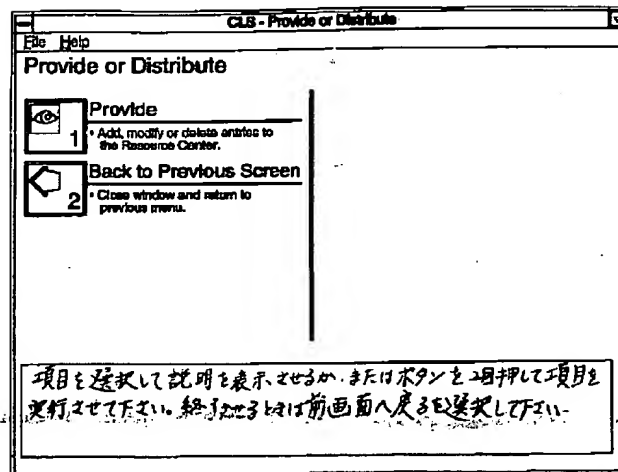 CLS - Provide or Distribute
File Help
Provide or Distribute
Provide
1
• Add, modify or delete entries to
the Resource Center.
Back to Previous Screen
2
• Close window and return to
previous menu.
項目を選択して説明を表示させるか、またはボタンを2回押して項目を
実行させて下さい。終了させるときは前画面へ戻るを選択して下さい